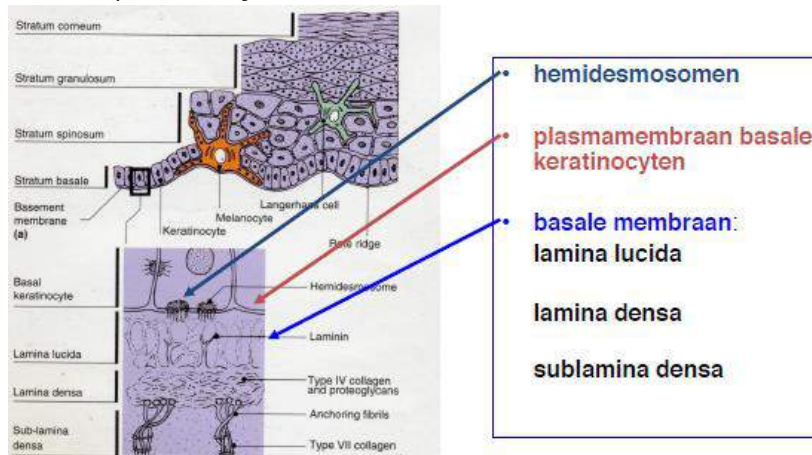 Stratum corneum
Stratum granulosum
Stratum spinosum
Stratum basale
Basement
membrane
(a)
Keratinocyte
Melanocyte
Langerhans cell
Rete ridge
Basal
keratinocyte
Hemidesmosome
Laminin
Lamina lucida
Lamina densa
Type IV collagen
and proteoglycans
Anchoring fibrils
Sub-lamina
densa
Type VII collagen
• hemidesmosomen
• plasmamembraan basale
keratinocyten
• basale membraan:
lamina lucida
lamina densa
sublamina densa